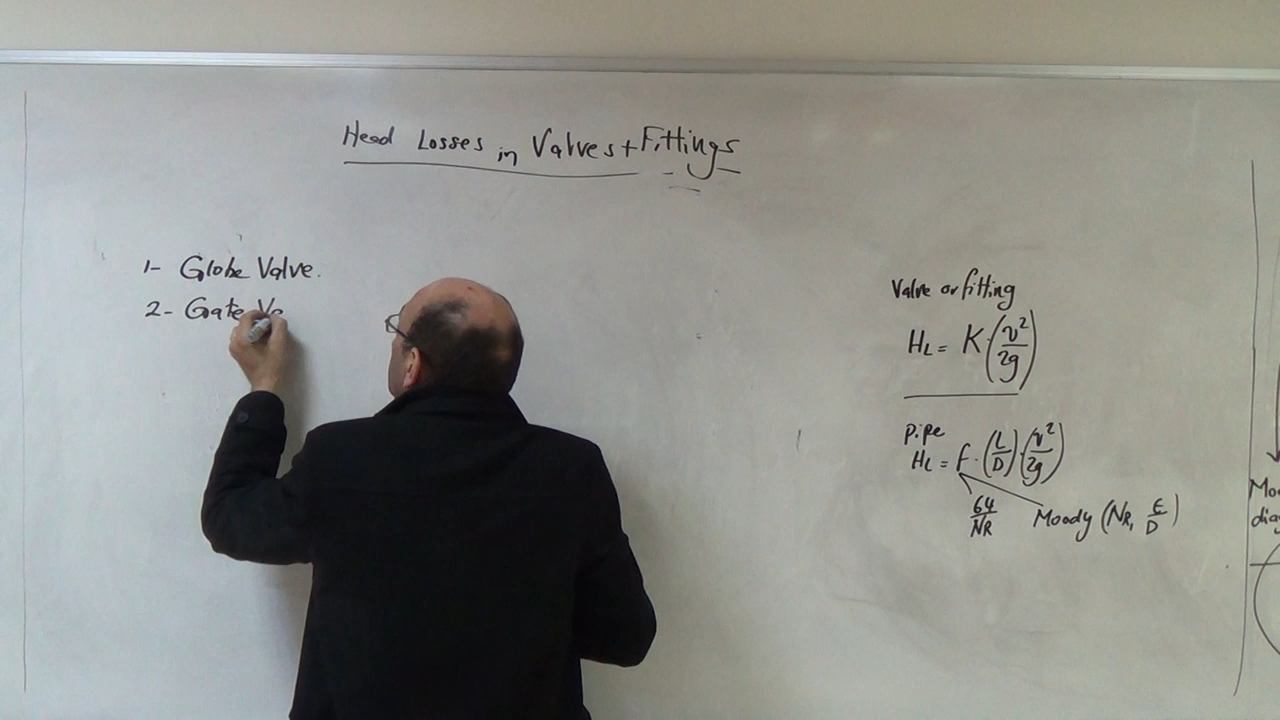 Head Losses in Valves+Fittings
1- Globe Valve.
2- Gate Va
Valve or fitting
HL = K(v²/2g)
pipe
HL = f·(L/D)(v²/2g)
64/NR
Moody (NR, ε/D)